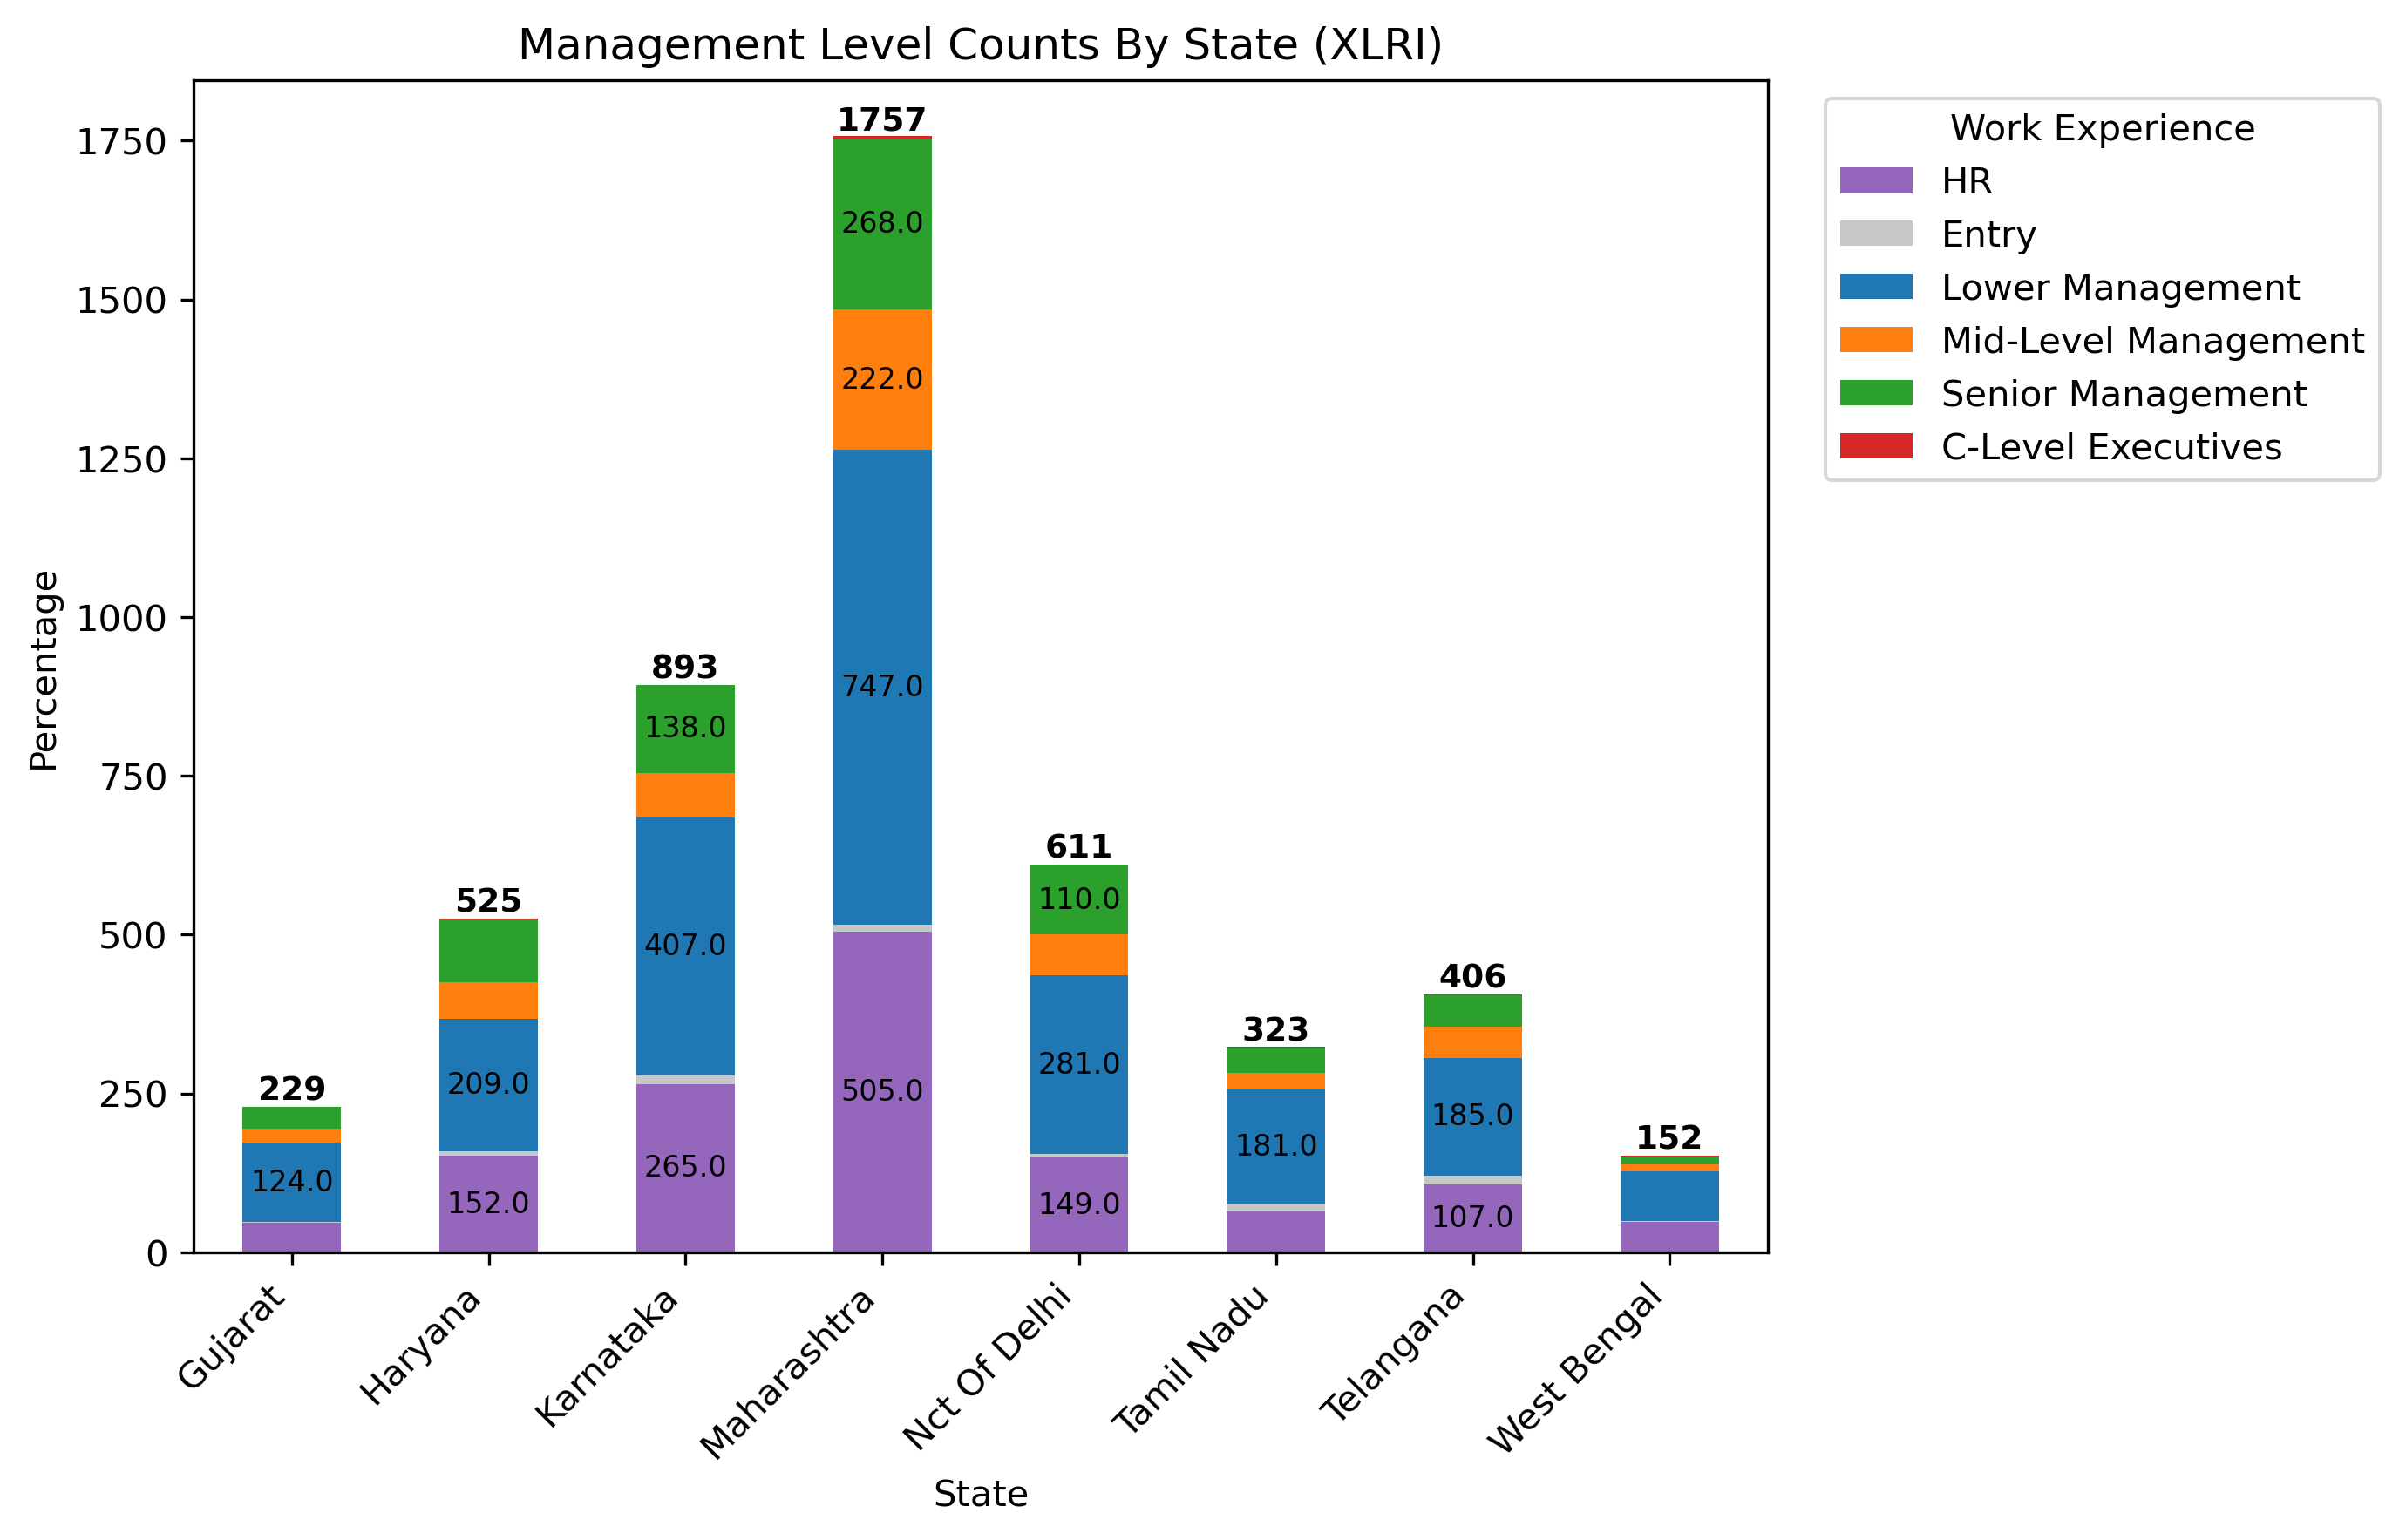 Management Level Counts By State (XLRI)
Work Experience
HR
Entry
Lower Management
Mid-Level Management
Senior Management
C-Level Executives
Percentage
1750
1500
1250
1000
750
500
250
0
229
124.0
525
209.0
152.0
893
138.0
407.0
265.0
1757
268.0
222.0
747.0
505.0
611
110.0
281.0
149.0
323
181.0
406
185.0
107.0
152
Gujarat
Haryana
Karnataka
Maharashtra
Nct Of Delhi
Tamil Nadu
Telangana
West Bengal
State